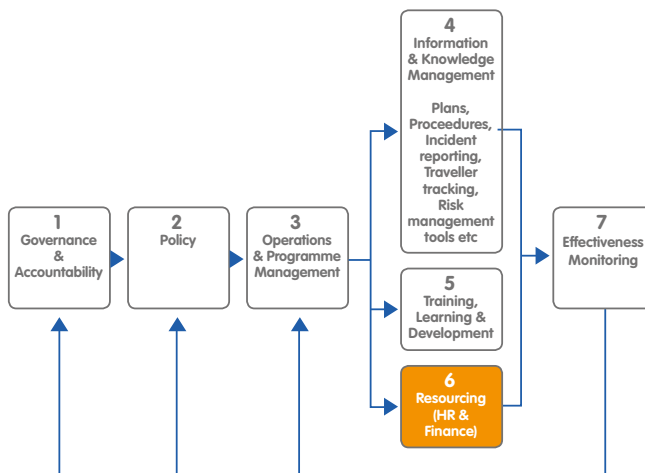 1
Governance
&
Accountability
2
Policy
3
Operations
& Programme
Management
4
Information
& Knowledge
Management
Plans,
Proceedures,
Incident
reporting,
Traveller
tracking,
Risk
management
tools etc
5
Training,
Learning &
Development
6
Resourcing
(HR &
Finance)
7
Effectiveness
Monitoring